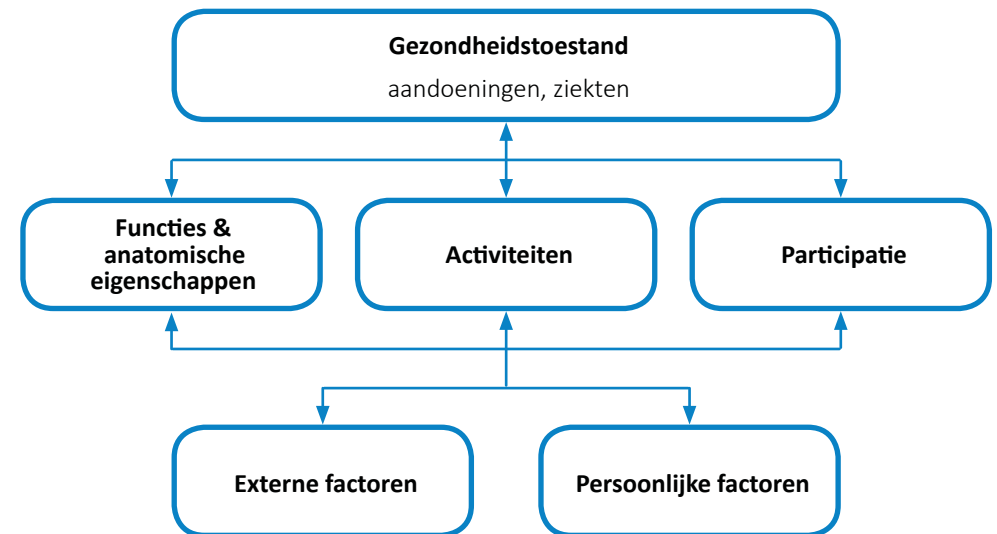 Gezondheidstoestand
aandoeningen, ziekten
Functies &
anatomische
eigenschappen
Activiteiten
Participatie
Externe factoren
Persoonlijke factoren